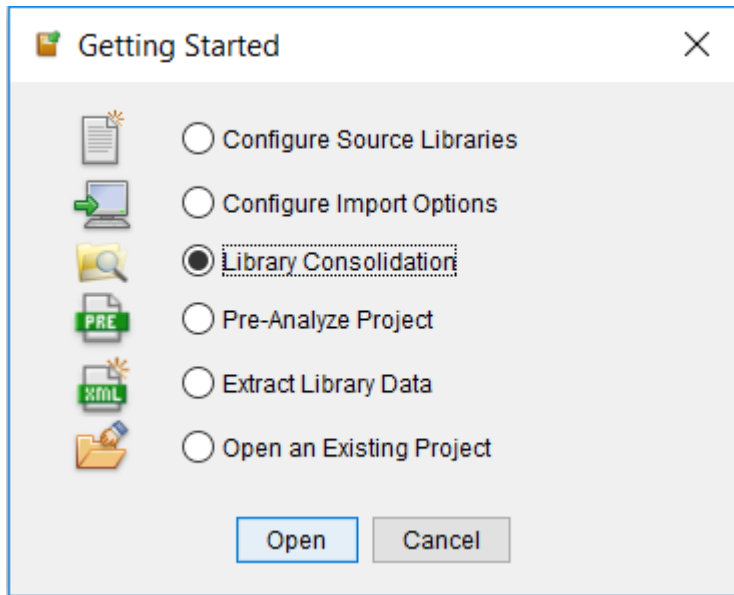 Getting Started
Configure Source Libraries
Configure Import Options
Library Consolidation
PRE
Pre-Analyze Project
XML
Extract Library Data
Open an Existing Project
Open
Cancel